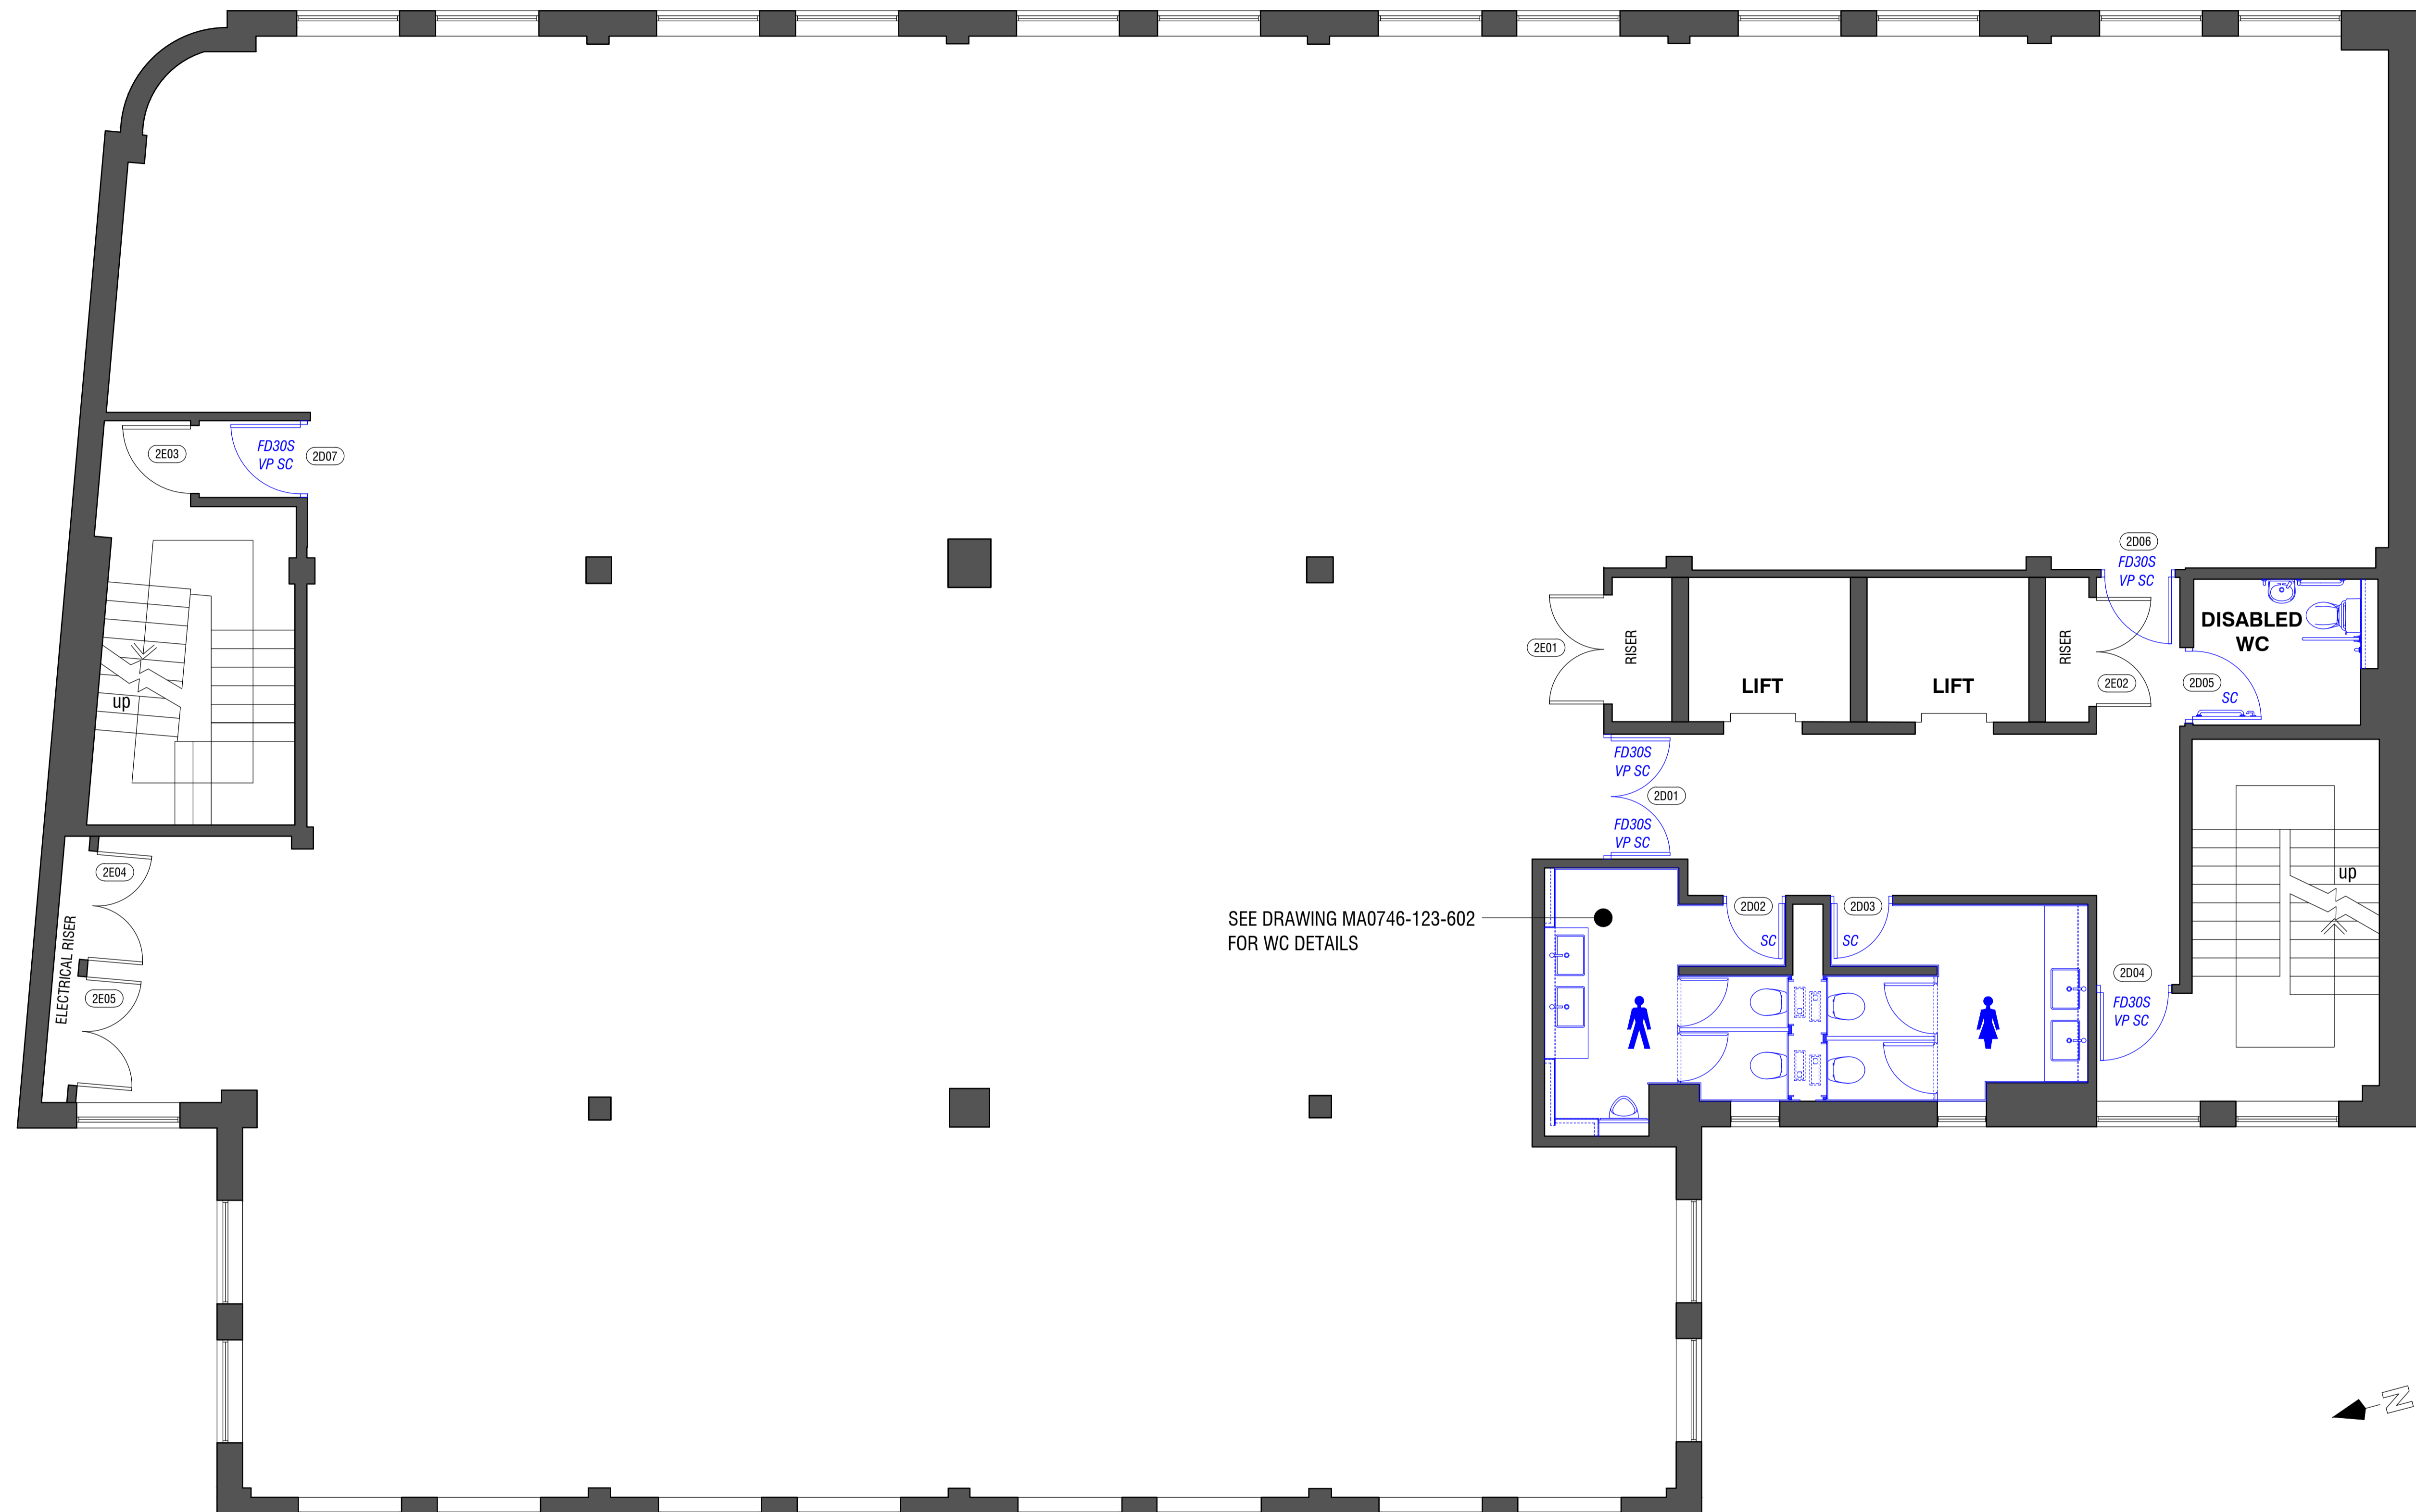 2E03
FD30S
VP SC
2D07
up
2E04
ELECTRICAL RISER
2E05
2D06
FD30S
VP SC
2E01
RISER
LIFT
LIFT
RISER
2E02
DISABLED
WC
2D05
SC
FD30S
VP SC
2D01
FD30S
VP SC
SEE DRAWING MA0746-123-602
FOR WC DETAILS
2D02
SC
2D03
SC
up
2D04
FD30S
VP SC
N